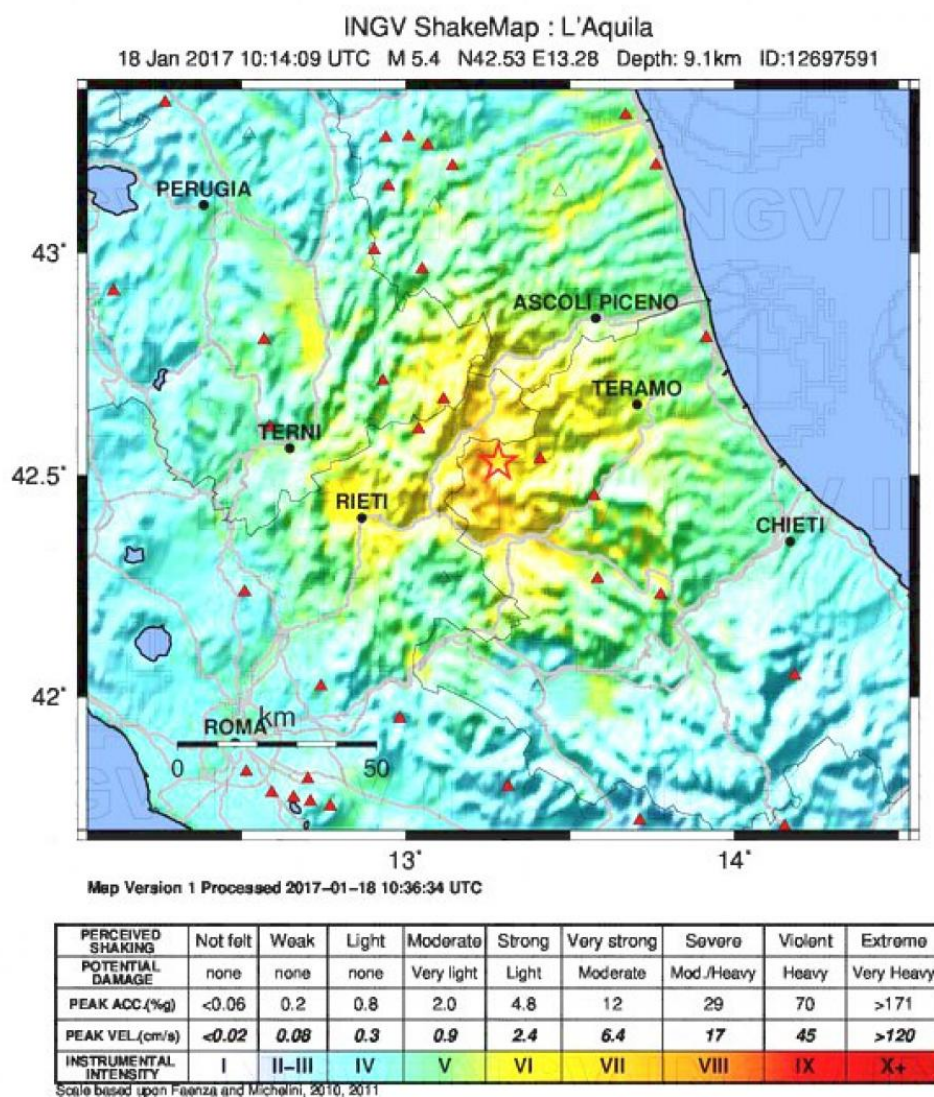 INGV ShakeMap : L'Aquila
18 Jan 2017 10:14:09 UTC M 5.4 N42.53 E13.28 Depth: 9.1km ID:12697591
PERUGIA
43°
ASCOLI PICENO
TERAMO
TERNI
42.5°
RIETI
CHIETI
42°
ROMA
km
0 50
13° 14°
INGV
Map Version 1 Processed 2017-01-18 10:36:34 UTC
PERCEIVED SHAKING Not felt Weak Light Moderate Strong Very strong Severe Violent Extreme
POTENTIAL DAMAGE none none none Very light Light Moderate Mod./Heavy Heavy Very Heavy
PEAK ACC.(%g) <0.06 0.2 0.8 2.0 4.8 12 29 70 >171
PEAK VEL.(cm/s) <0.02 0.08 0.3 0.9 2.4 6.4 17 45 >120
INSTRUMENTAL INTENSITY I II-III IV V VI VII VIII IX X+
Scale based upon Faenza and Michelini, 2010, 2011